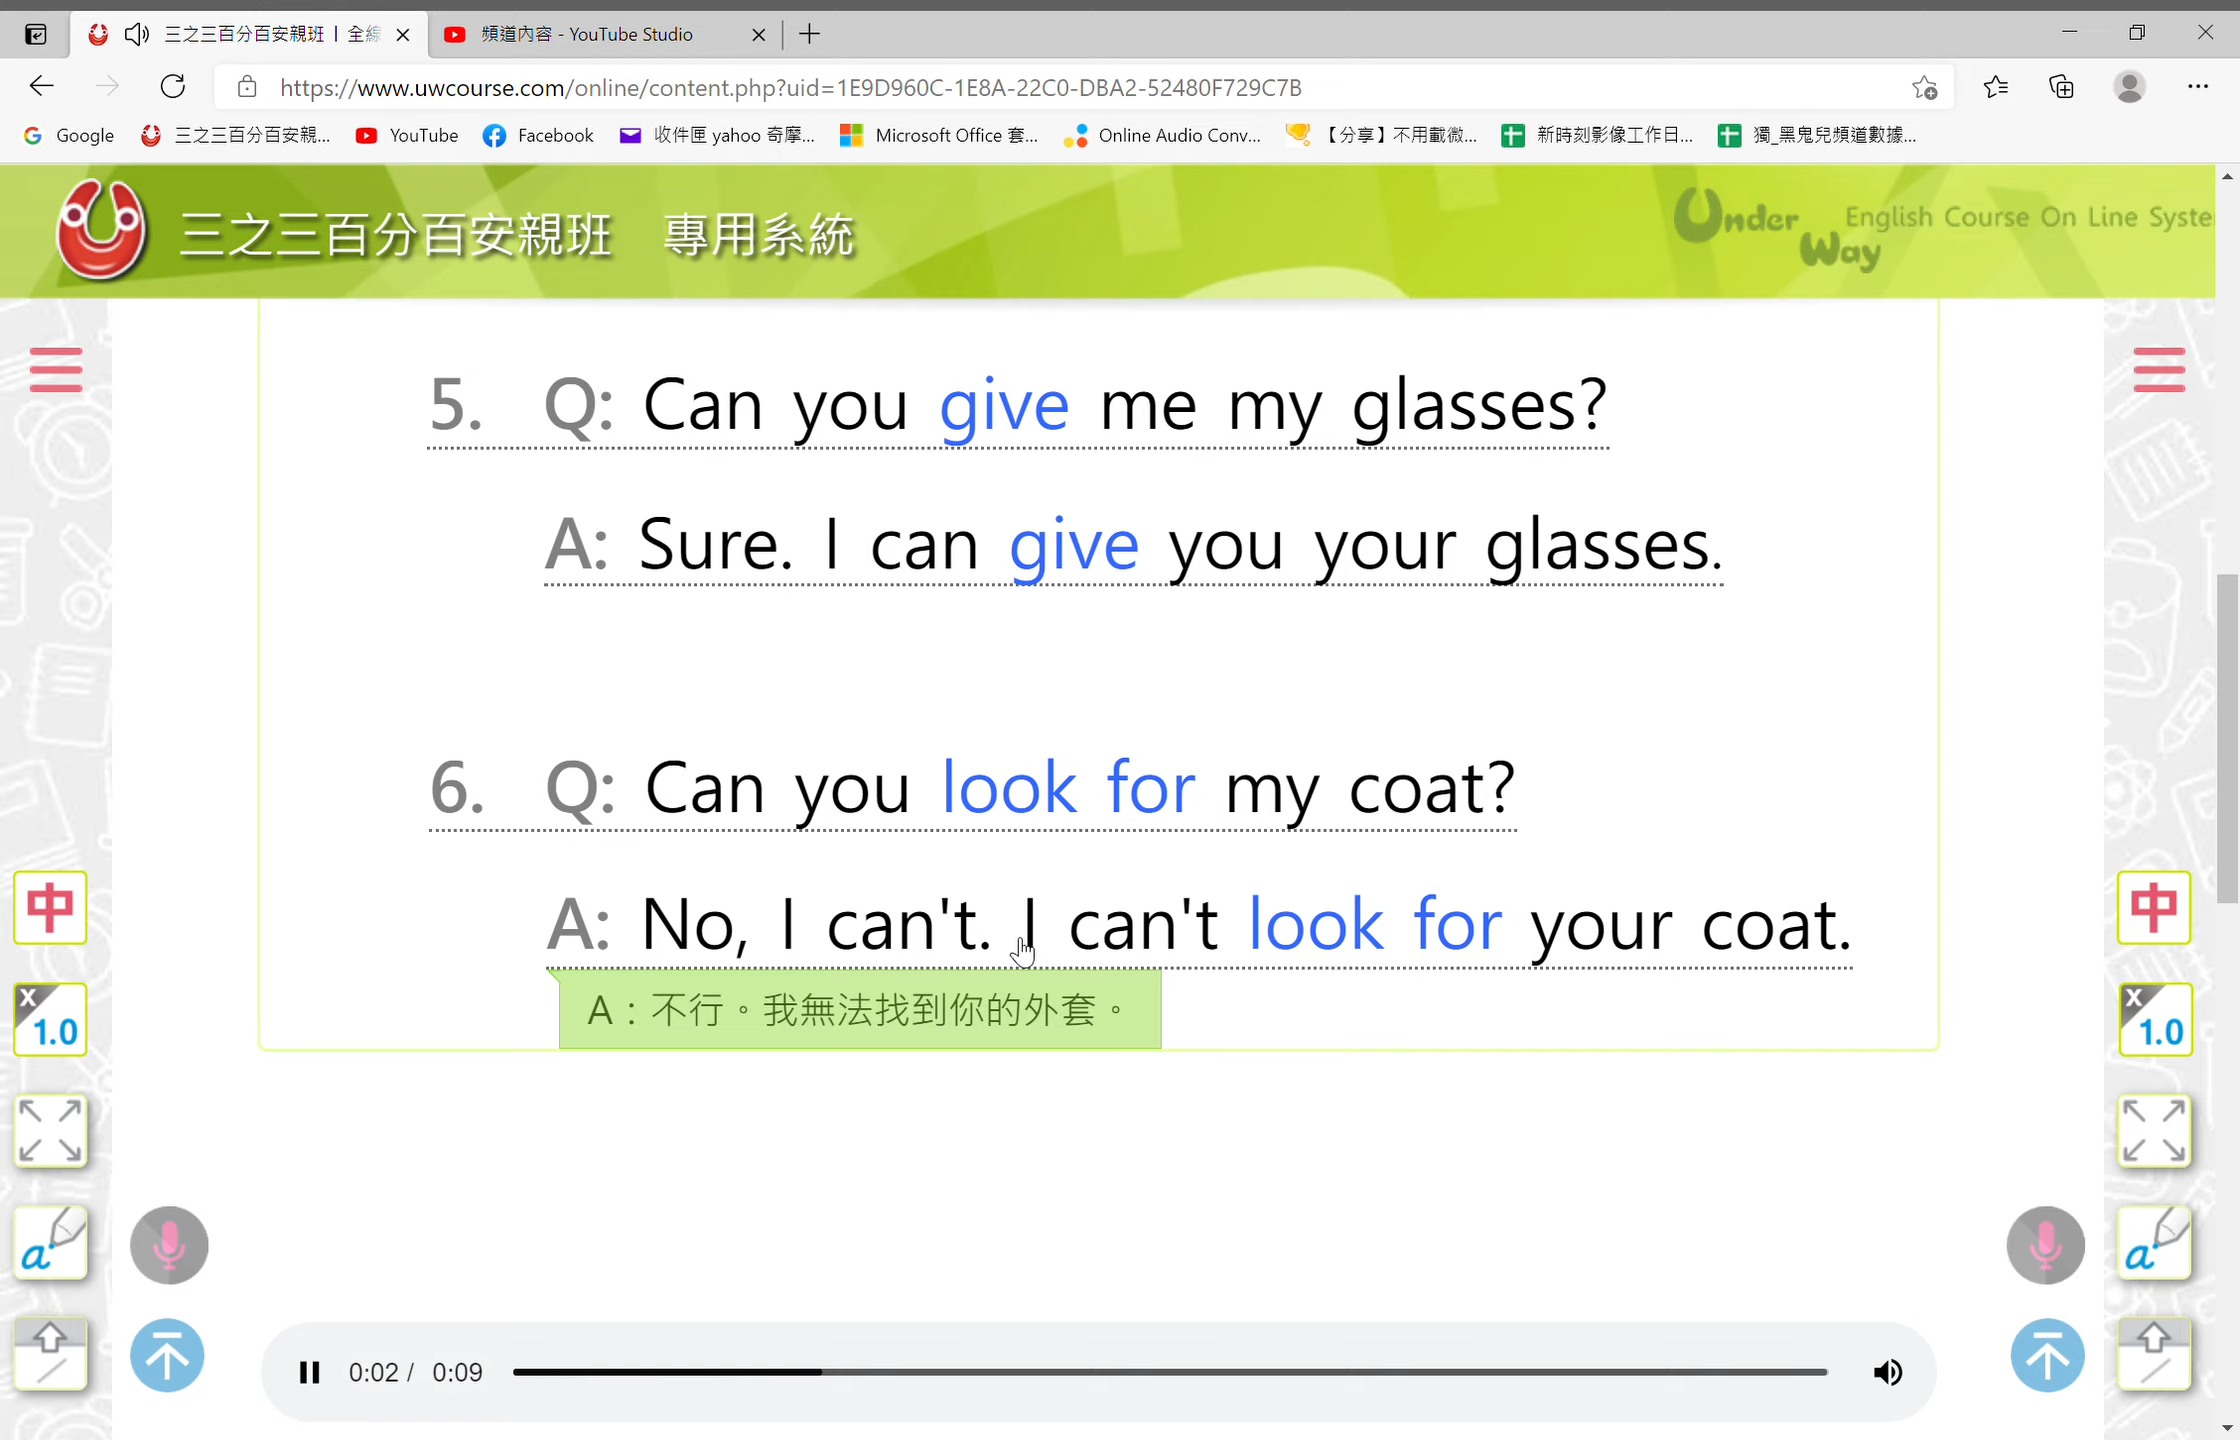 三之三百分百安親班 | 全線
頻道內容 - YouTube Studio
https://www.uwcourse.com/online/content.php?uid=1E9D960C-1E8A-22C0-DBA2-52480F729C7B
Google 三之三百分百安親... YouTube Facebook 收件匣 yahoo 奇摩... Microsoft Office 套... Online Audio Conv... 【分享】不用載微... 新時刻影像工作日... 獨_黑鬼兒頻道數據...
三之三百分百安親班 專用系統
Under Way English Course On Line Syste
5. Q: Can you give me my glasses?
A: Sure. I can give you your glasses.
6. Q: Can you look for my coat?
A: No, I can't. I can't look for your coat.
A：不行。我無法找到你的外套。
中 中
X 1.0 X 1.0
a a
0:02 / 0:09